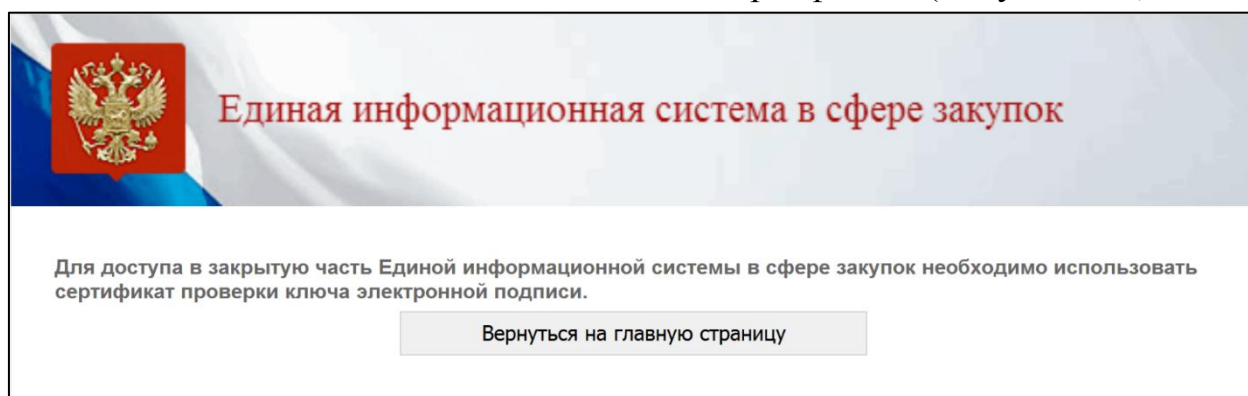 Единая информационная система в сфере закупок
Для доступа в закрытую часть Единой информационной системы в сфере закупок необходимо использовать
сертификат проверки ключа электронной подписи.
Вернуться на главную страницу